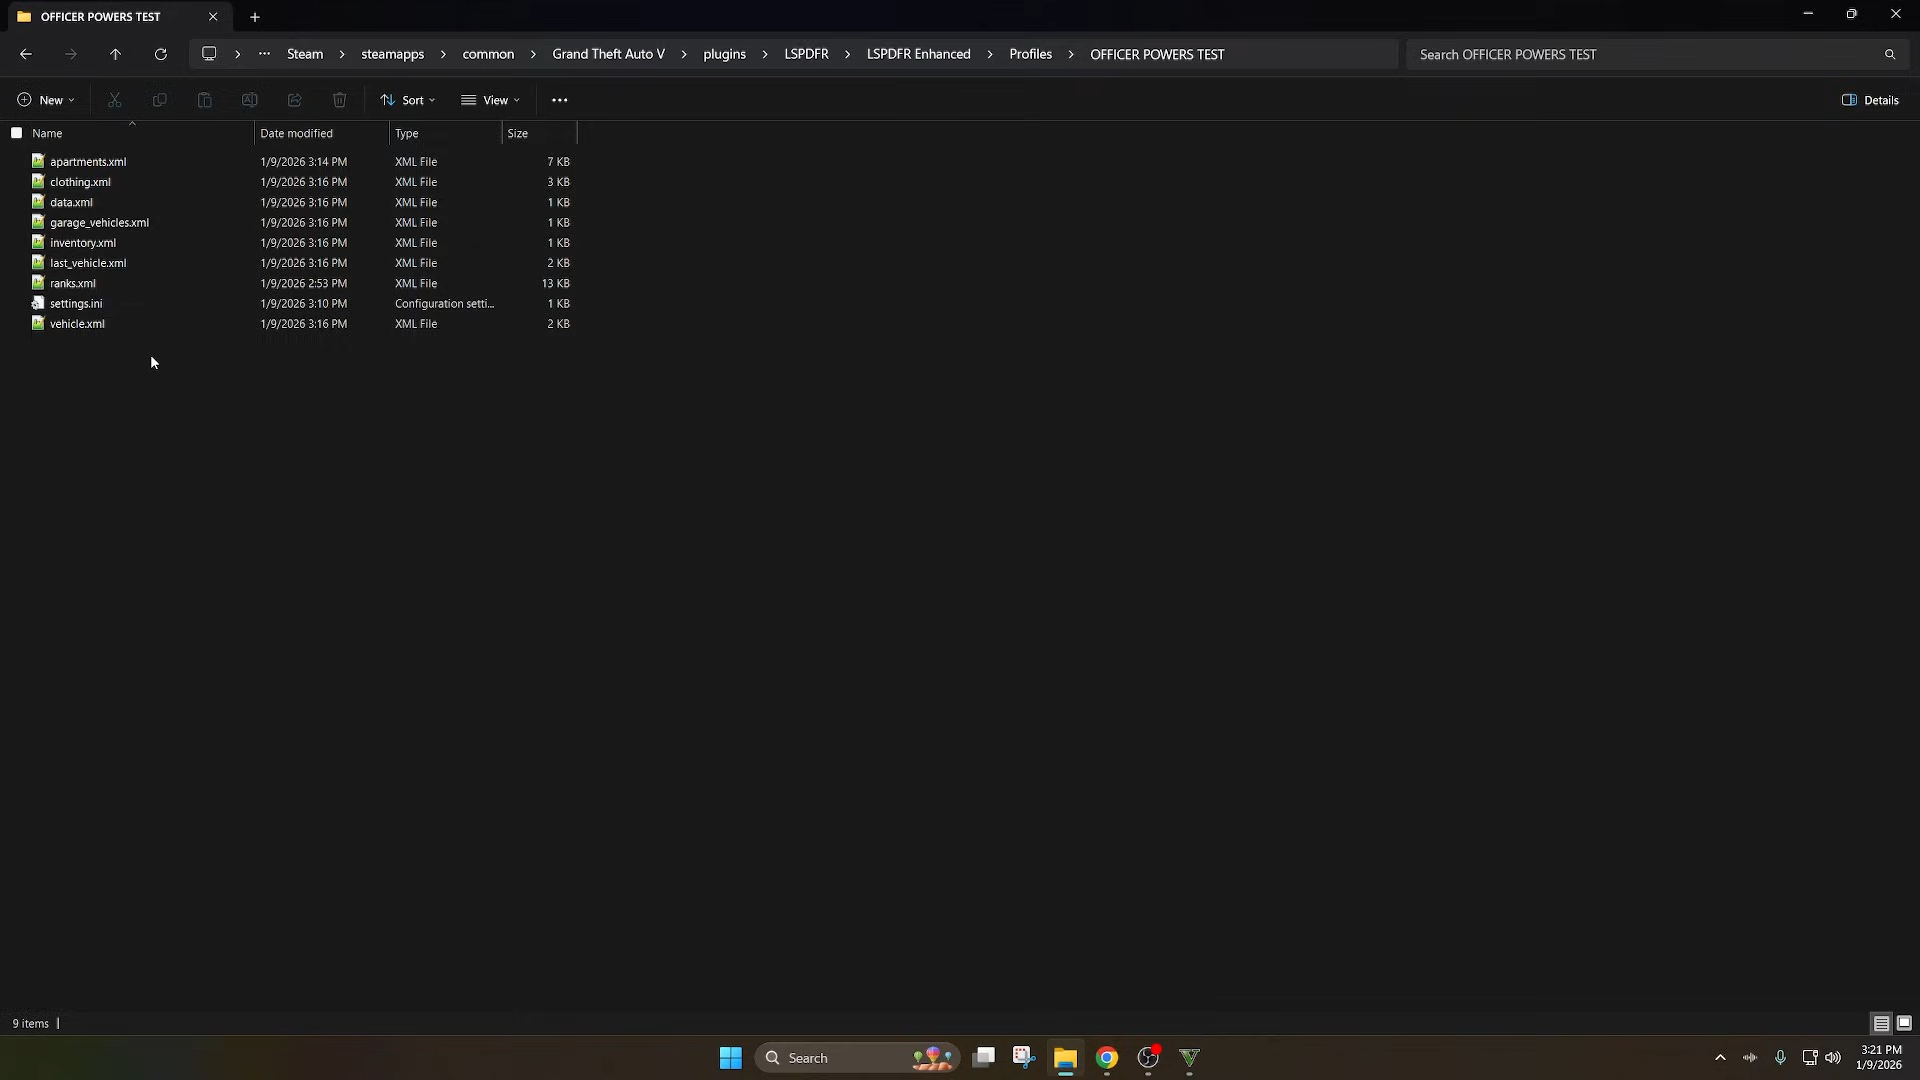 OFFICER POWERS TEST
Steam > steamapps > common > Grand Theft Auto V > plugins > LSPDFR > LSPDFR Enhanced > Profiles > OFFICER POWERS TEST
Search OFFICER POWERS TEST
New Sort View Details
Name Date modified Type Size
apartments.xml 1/9/2026 3:14 PM XML File 7 KB
clothing.xml 1/9/2026 3:16 PM XML File 3 KB
data.xml 1/9/2026 3:16 PM XML File 1 KB
garage_vehicles.xml 1/9/2026 3:16 PM XML File 1 KB
inventory.xml 1/9/2026 3:16 PM XML File 1 KB
last_vehicle.xml 1/9/2026 3:16 PM XML File 2 KB
ranks.xml 1/9/2026 2:53 PM XML File 13 KB
settings.ini 1/9/2026 3:10 PM Configuration setti... 1 KB
vehicle.xml 1/9/2026 3:16 PM XML File 2 KB
9 items
Search
3:21 PM
1/9/2026